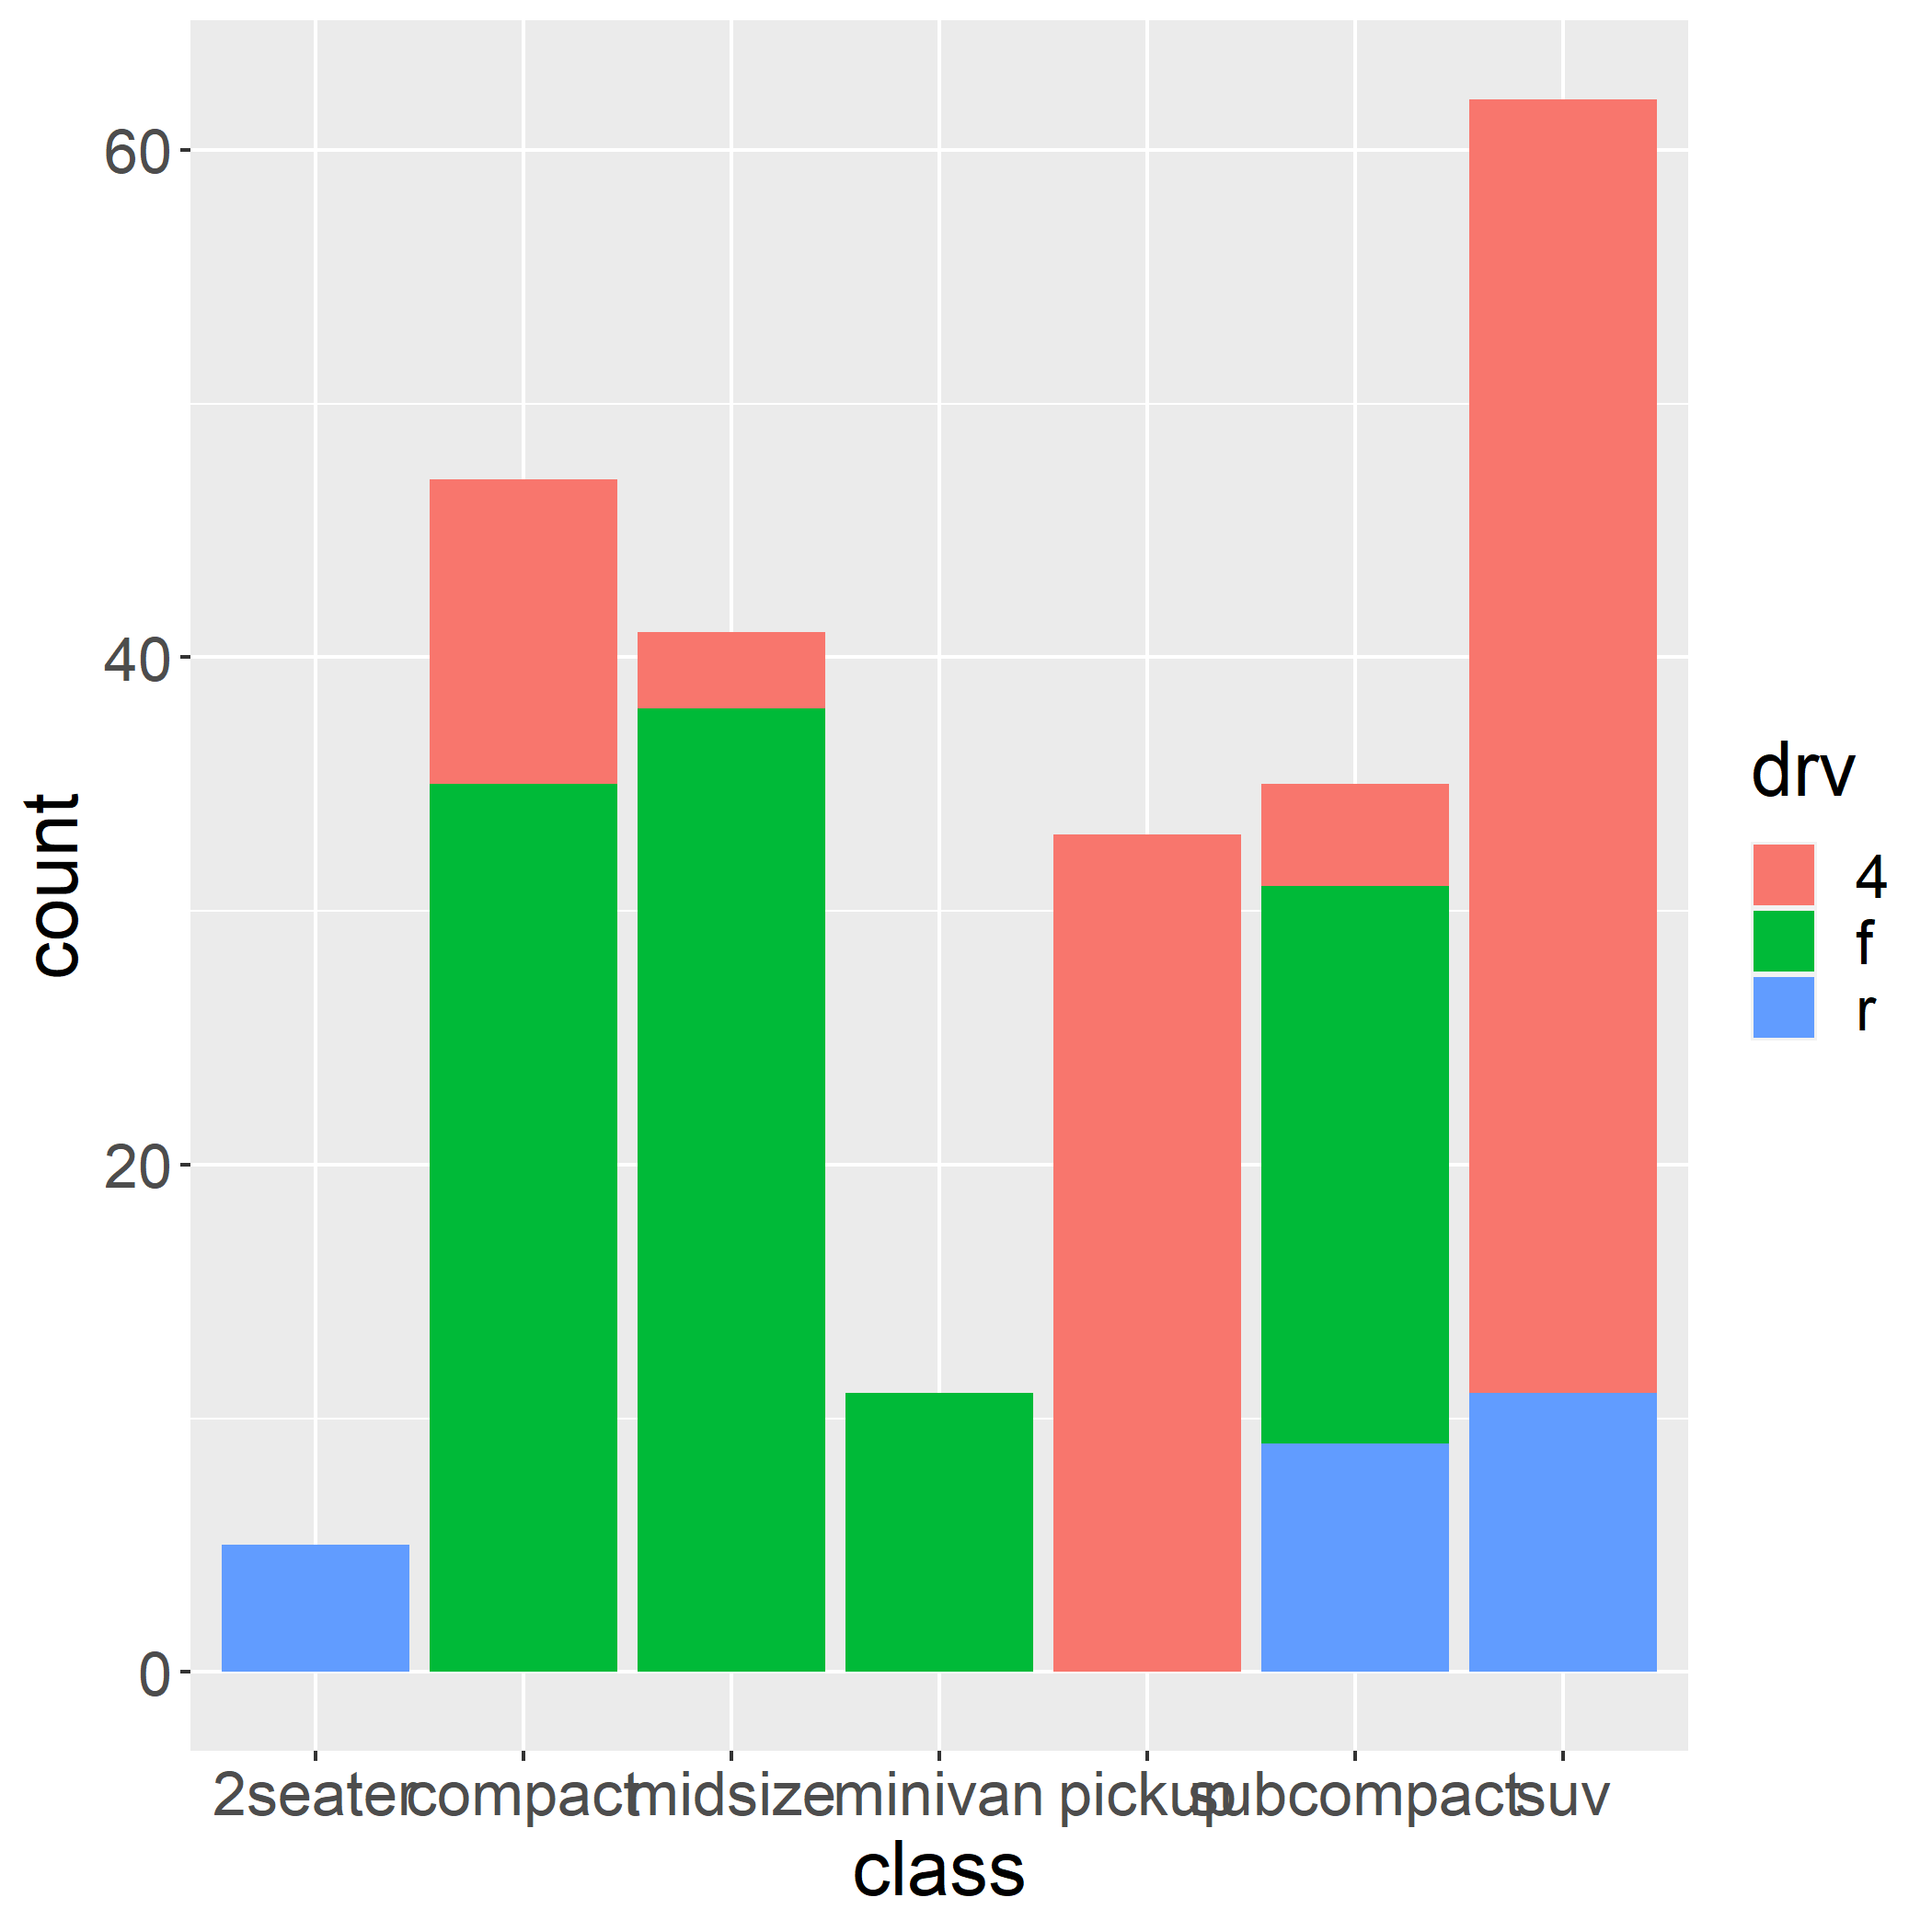 count
60
40
20
0
2seater compact midsize minivan pickup subcompact suv
class
drv
4
f
r